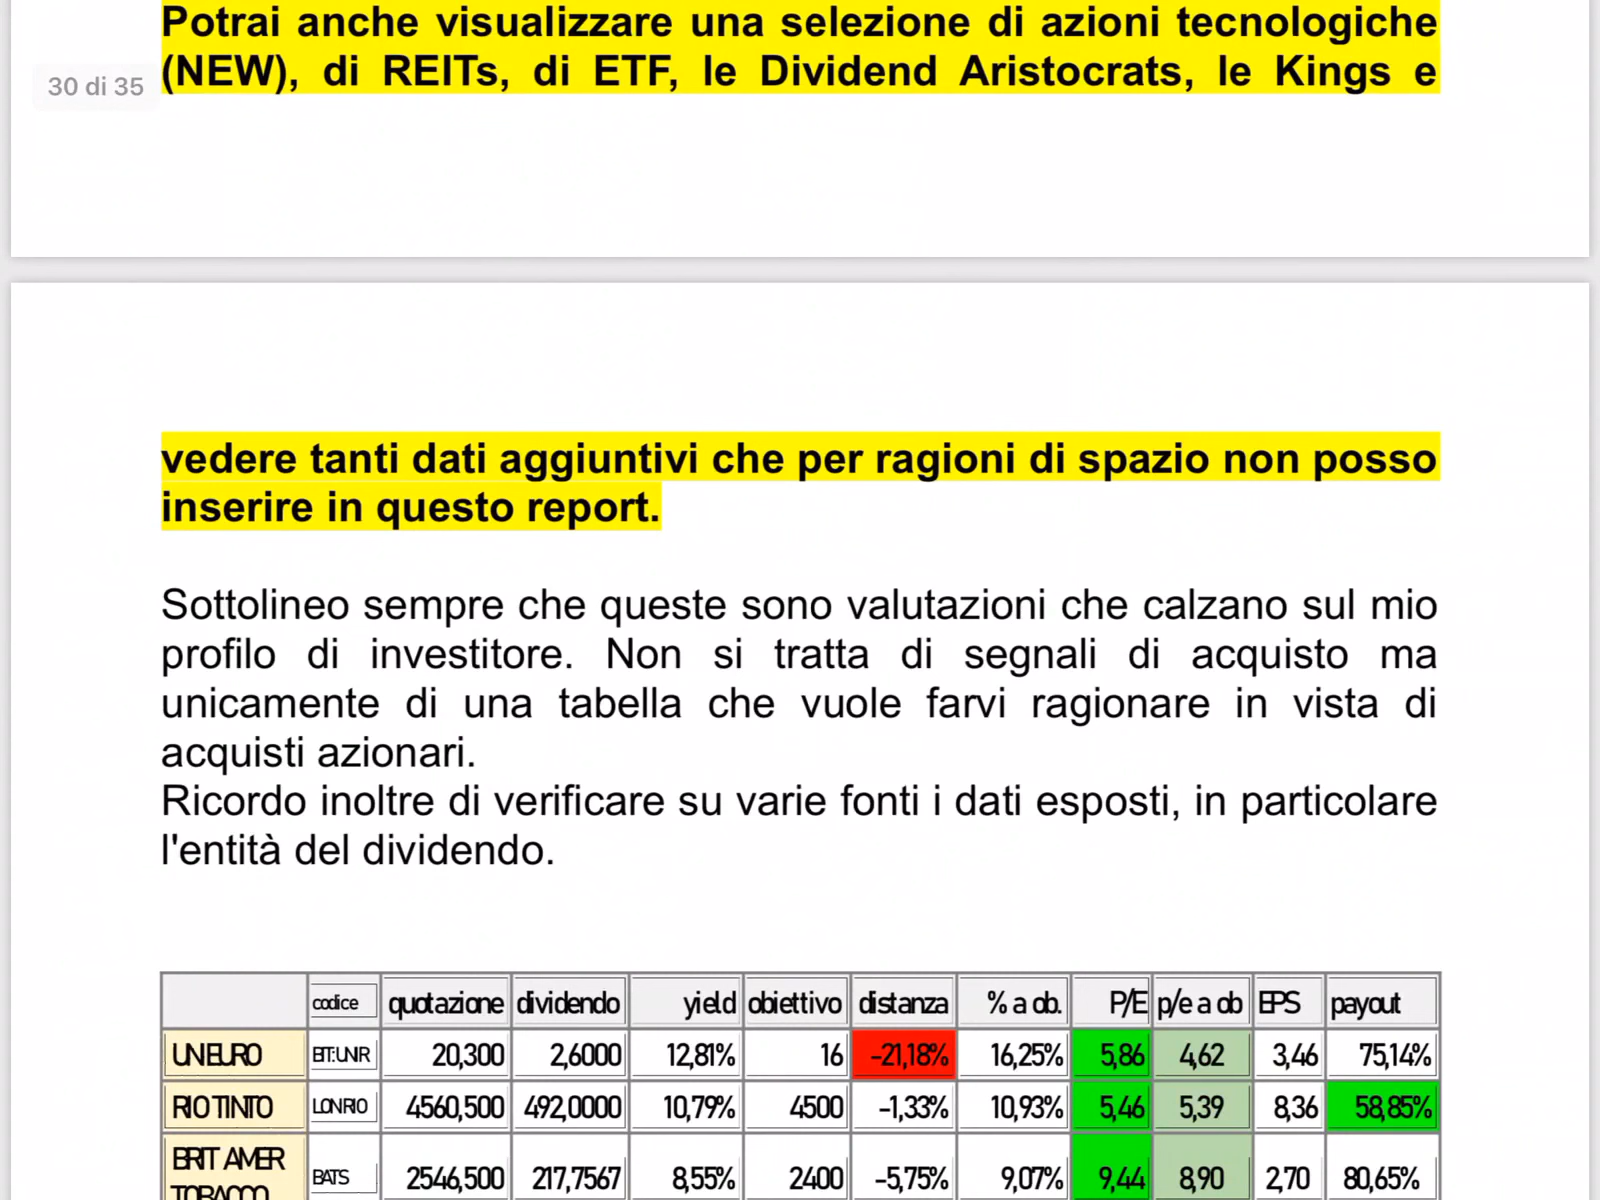 Potrai anche visualizzare una selezione di azioni tecnologiche
30 di 35
(NEW), di REITs, di ETF, le Dividend Aristocrats, le Kings e
vedere tanti dati aggiuntivi che per ragioni di spazio non posso
inserire in questo report.
Sottolineo sempre che queste sono valutazioni che calzano sul mio
profilo di investitore. Non si tratta di segnali di acquisto ma
unicamente di una tabella che vuole farvi ragionare in vista di
acquisti azionari.
Ricordo inoltre di verificare su varie fonti i dati esposti, in particolare
l'entità del dividendo.
codice quotazione dividendo yield obiettivo distanza % a ob. P/E p/e a ob EPS payout
UNIEURO BIT:UNIR 20,300 2,6000 12,81% 16 -21,18% 16,25% 5,86 4,62 3,46 75,14%
RIO TINTO LON:RIO 4560,500 492,0000 10,79% 4500 -1,33% 10,93% 5,46 5,39 8,36 58,85%
BRIT AMER
BATS 2546,500 217,7567 8,55% 2400 -5,75% 9,07% 9,44 8,90 2,70 80,65%
TOBACCO